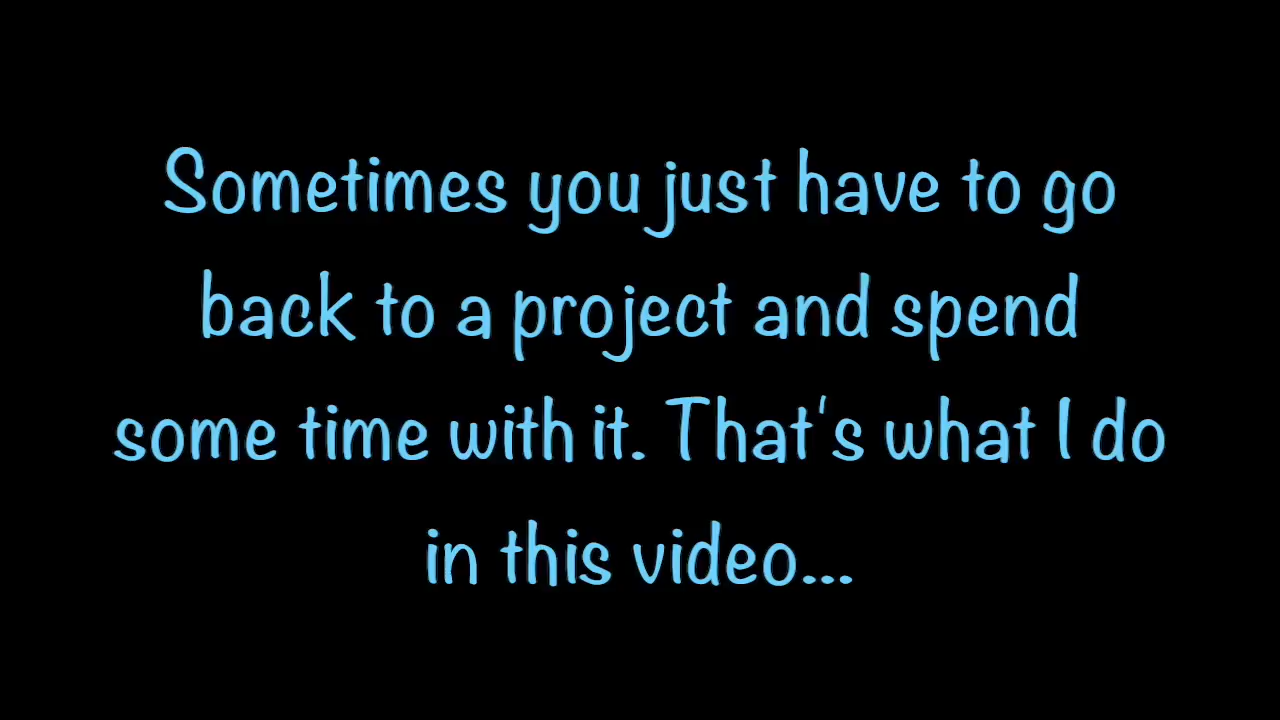 Sometimes you just have to go
back to a project and spend
some time with it. That's what I do
in this video...